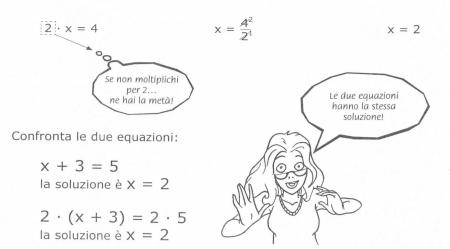 2 · x = 4
x = 4² / 2¹
x = 2
Se non moltiplichi
per 2...
ne hai la metà!
Le due equazioni
hanno la stessa
soluzione!
Confronta le due equazioni:
x + 3 = 5
la soluzione è x = 2
2 · (x + 3) = 2 · 5
la soluzione è x = 2